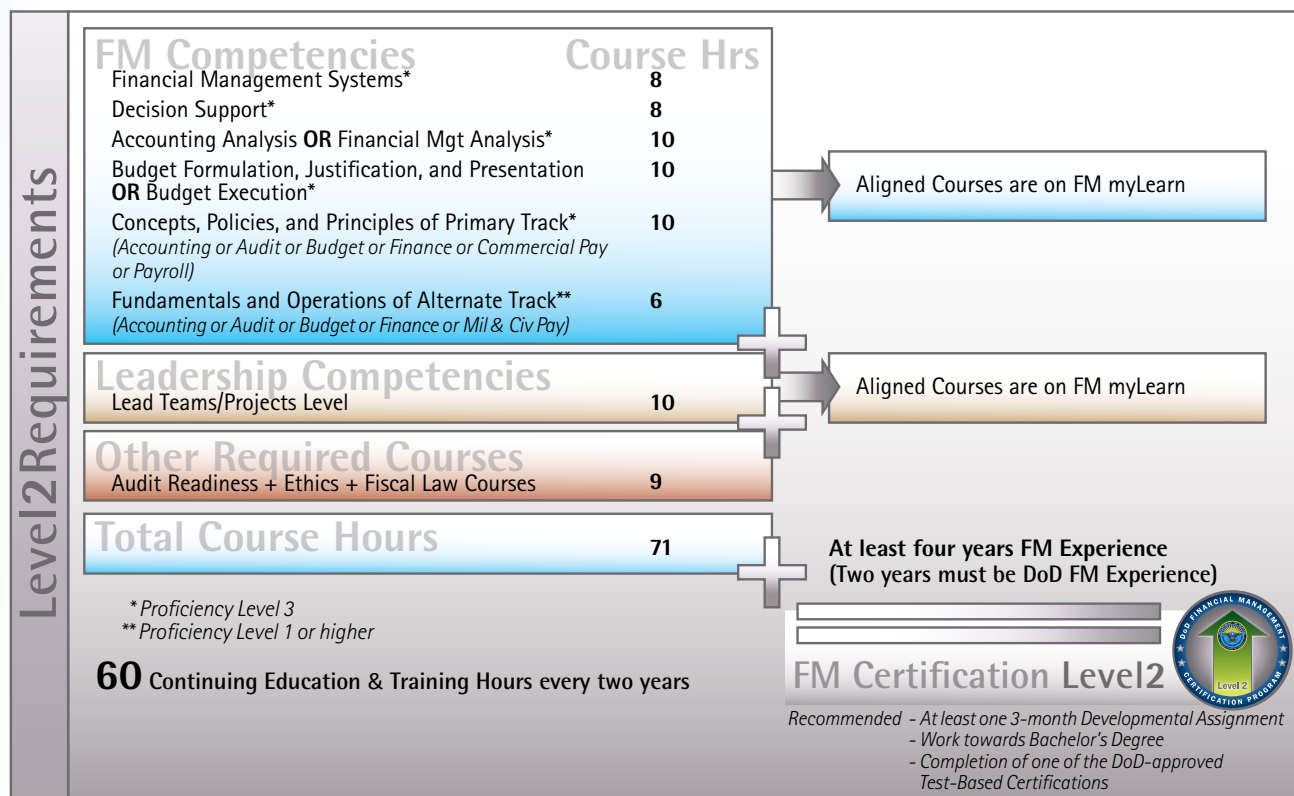 Level2Requirements
FM Competencies Course Hrs
Financial Management Systems* 8
Decision Support* 8
Accounting Analysis OR Financial Mgt Analysis* 10
Budget Formulation, Justification, and Presentation 10
OR Budget Execution*
Concepts, Policies, and Principles of Primary Track* 10
(Accounting or Audit or Budget or Finance or Commercial Pay
or Payroll)
Fundamentals and Operations of Alternate Track** 6
(Accounting or Audit or Budget or Finance or Mil & Civ Pay)
Aligned Courses are on FM myLearn
Leadership Competencies
Lead Teams/Projects Level 10
Aligned Courses are on FM myLearn
Other Required Courses
Audit Readiness + Ethics + Fiscal Law Courses 9
Total Course Hours 71
At least four years FM Experience
(Two years must be DoD FM Experience)
* Proficiency Level 3
** Proficiency Level 1 or higher
60 Continuing Education & Training Hours every two years
FM Certification Level2
DoD FINANCIAL MANAGEMENT
CERTIFICATION PROGRAM
Level 2
Recommended - At least one 3-month Developmental Assignment
- Work towards Bachelor's Degree
- Completion of one of the DoD-approved
Test-Based Certifications